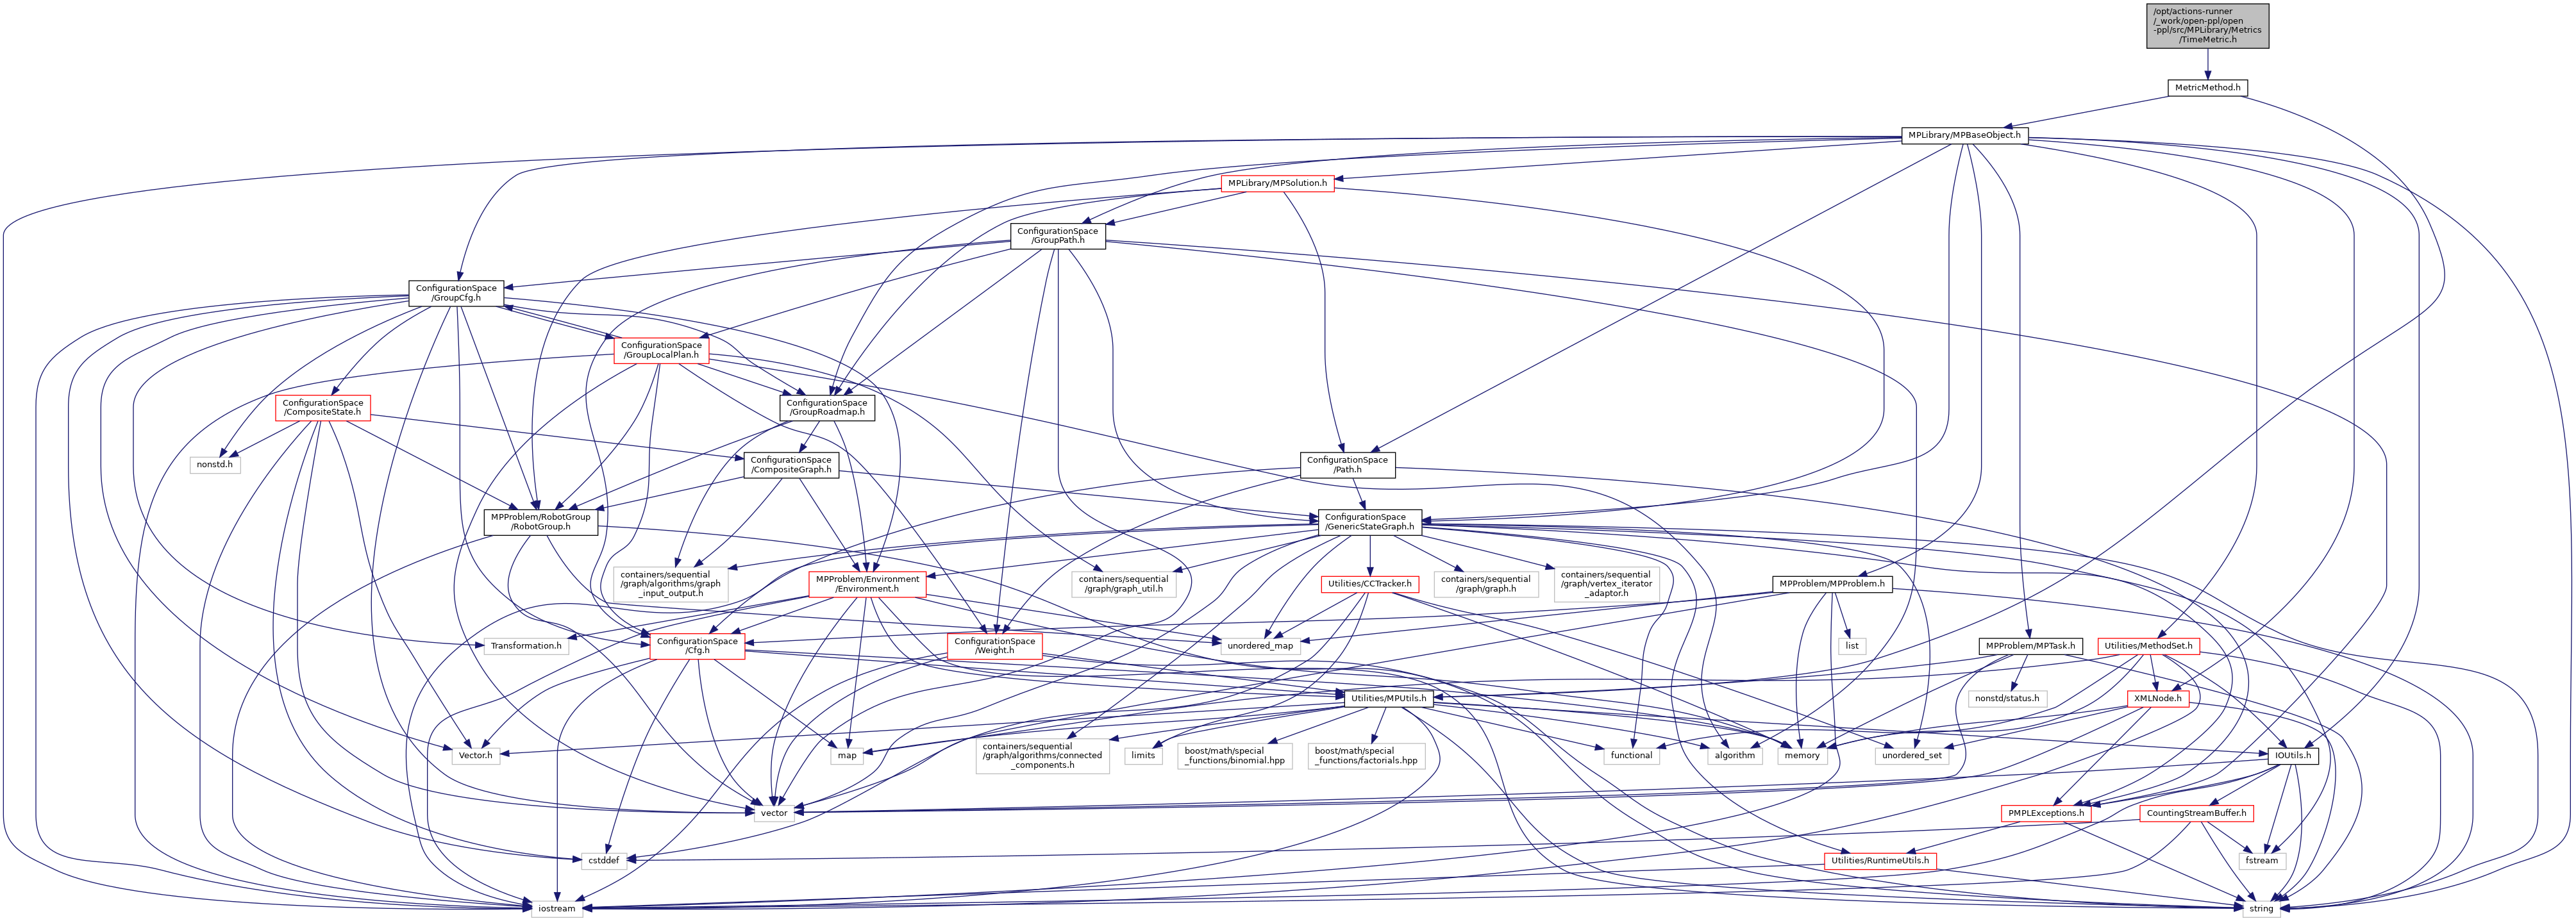 /opt/actions-runner
/_work/open-ppl/open
-ppl/src/MPLibrary/Metrics
/TimeMetric.h
MetricMethod.h
MPLibrary/MPBaseObject.h
MPLibrary/MPSolution.h
ConfigurationSpace
/GroupPath.h
ConfigurationSpace
/GroupCfg.h
ConfigurationSpace
/GroupLocalPlan.h
ConfigurationSpace
/CompositeState.h
ConfigurationSpace
/GroupRoadmap.h
nonstd.h
ConfigurationSpace
/CompositeGraph.h
ConfigurationSpace
/Path.h
MPProblem/RobotGroup
/RobotGroup.h
ConfigurationSpace
/GenericStateGraph.h
containers/sequential
/graph/algorithms/graph
_input_output.h
MPProblem/Environment
/Environment.h
containers/sequential
/graph/graph_util.h
Utilities/CCTracker.h
containers/sequential
/graph/graph.h
containers/sequential
/graph/vertex_iterator
_adaptor.h
MPProblem/MPProblem.h
Transformation.h
ConfigurationSpace
/Cfg.h
ConfigurationSpace
/Weight.h
unordered_map
list
MPProblem/MPTask.h
Utilities/MethodSet.h
Utilities/MPUtils.h
nonstd/status.h
XMLNode.h
Vector.h
map
containers/sequential
/graph/algorithms/connected
_components.h
limits
boost/math/special
_functions/binomial.hpp
boost/math/special
_functions/factorials.hpp
functional
algorithm
memory
unordered_set
IOUtils.h
vector
PMPLExceptions.h
CountingStreamBuffer.h
cstddef
Utilities/RuntimeUtils.h
fstream
iostream
string